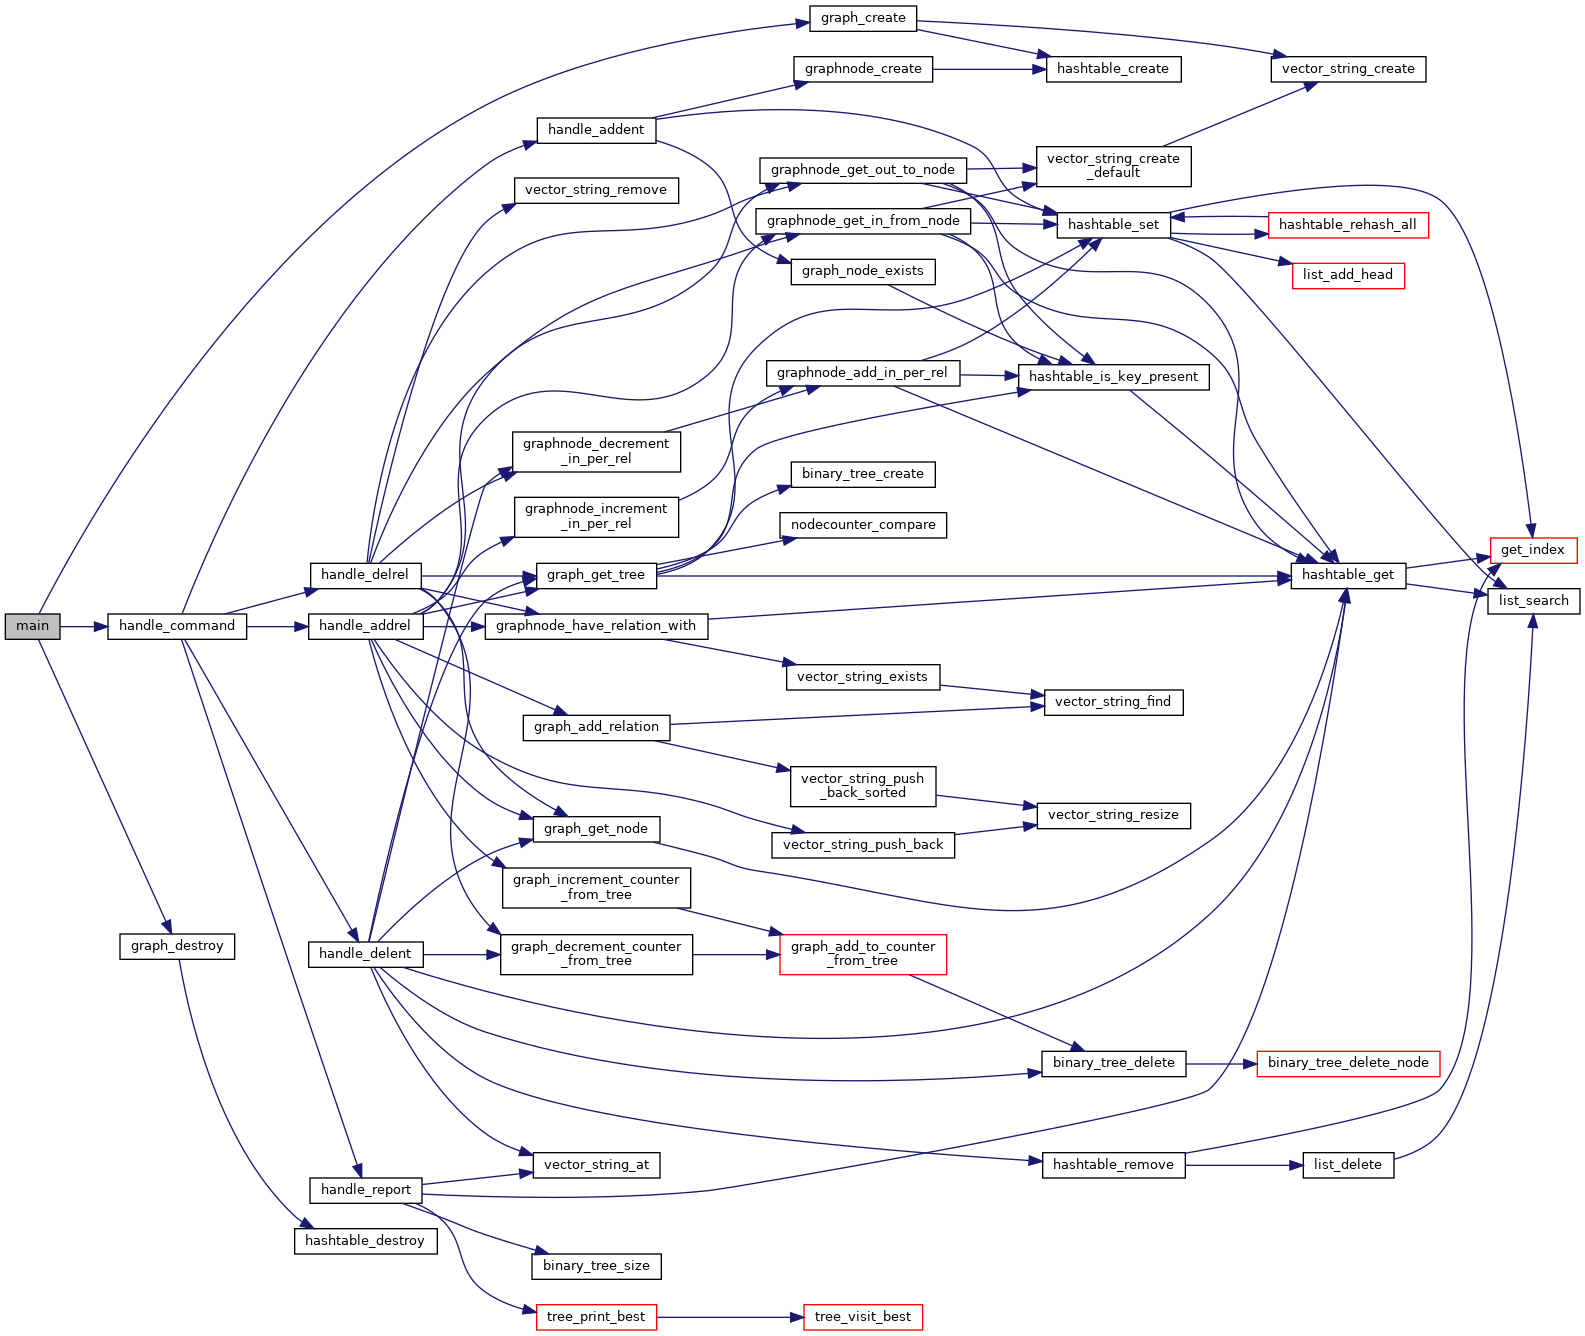 graph_create
graphnode_create
hashtable_create
vector_string_create
handle_addent
vector_string_create
_default
graphnode_get_out_to_node
vector_string_remove
graphnode_get_in_from_node
hashtable_set
hashtable_rehash_all
graph_node_exists
list_add_head
graphnode_add_in_per_rel
hashtable_is_key_present
graphnode_decrement
_in_per_rel
binary_tree_create
graphnode_increment
_in_per_rel
nodecounter_compare
get_index
handle_delrel
graph_get_tree
hashtable_get
list_search
main
handle_command
handle_addrel
graphnode_have_relation_with
vector_string_exists
vector_string_find
graph_add_relation
vector_string_push
_back_sorted
vector_string_resize
graph_get_node
vector_string_push_back
graph_increment_counter
_from_tree
graph_destroy
handle_delent
graph_decrement_counter
_from_tree
graph_add_to_counter
_from_tree
binary_tree_delete
binary_tree_delete_node
vector_string_at
hashtable_remove
list_delete
handle_report
hashtable_destroy
binary_tree_size
tree_print_best
tree_visit_best